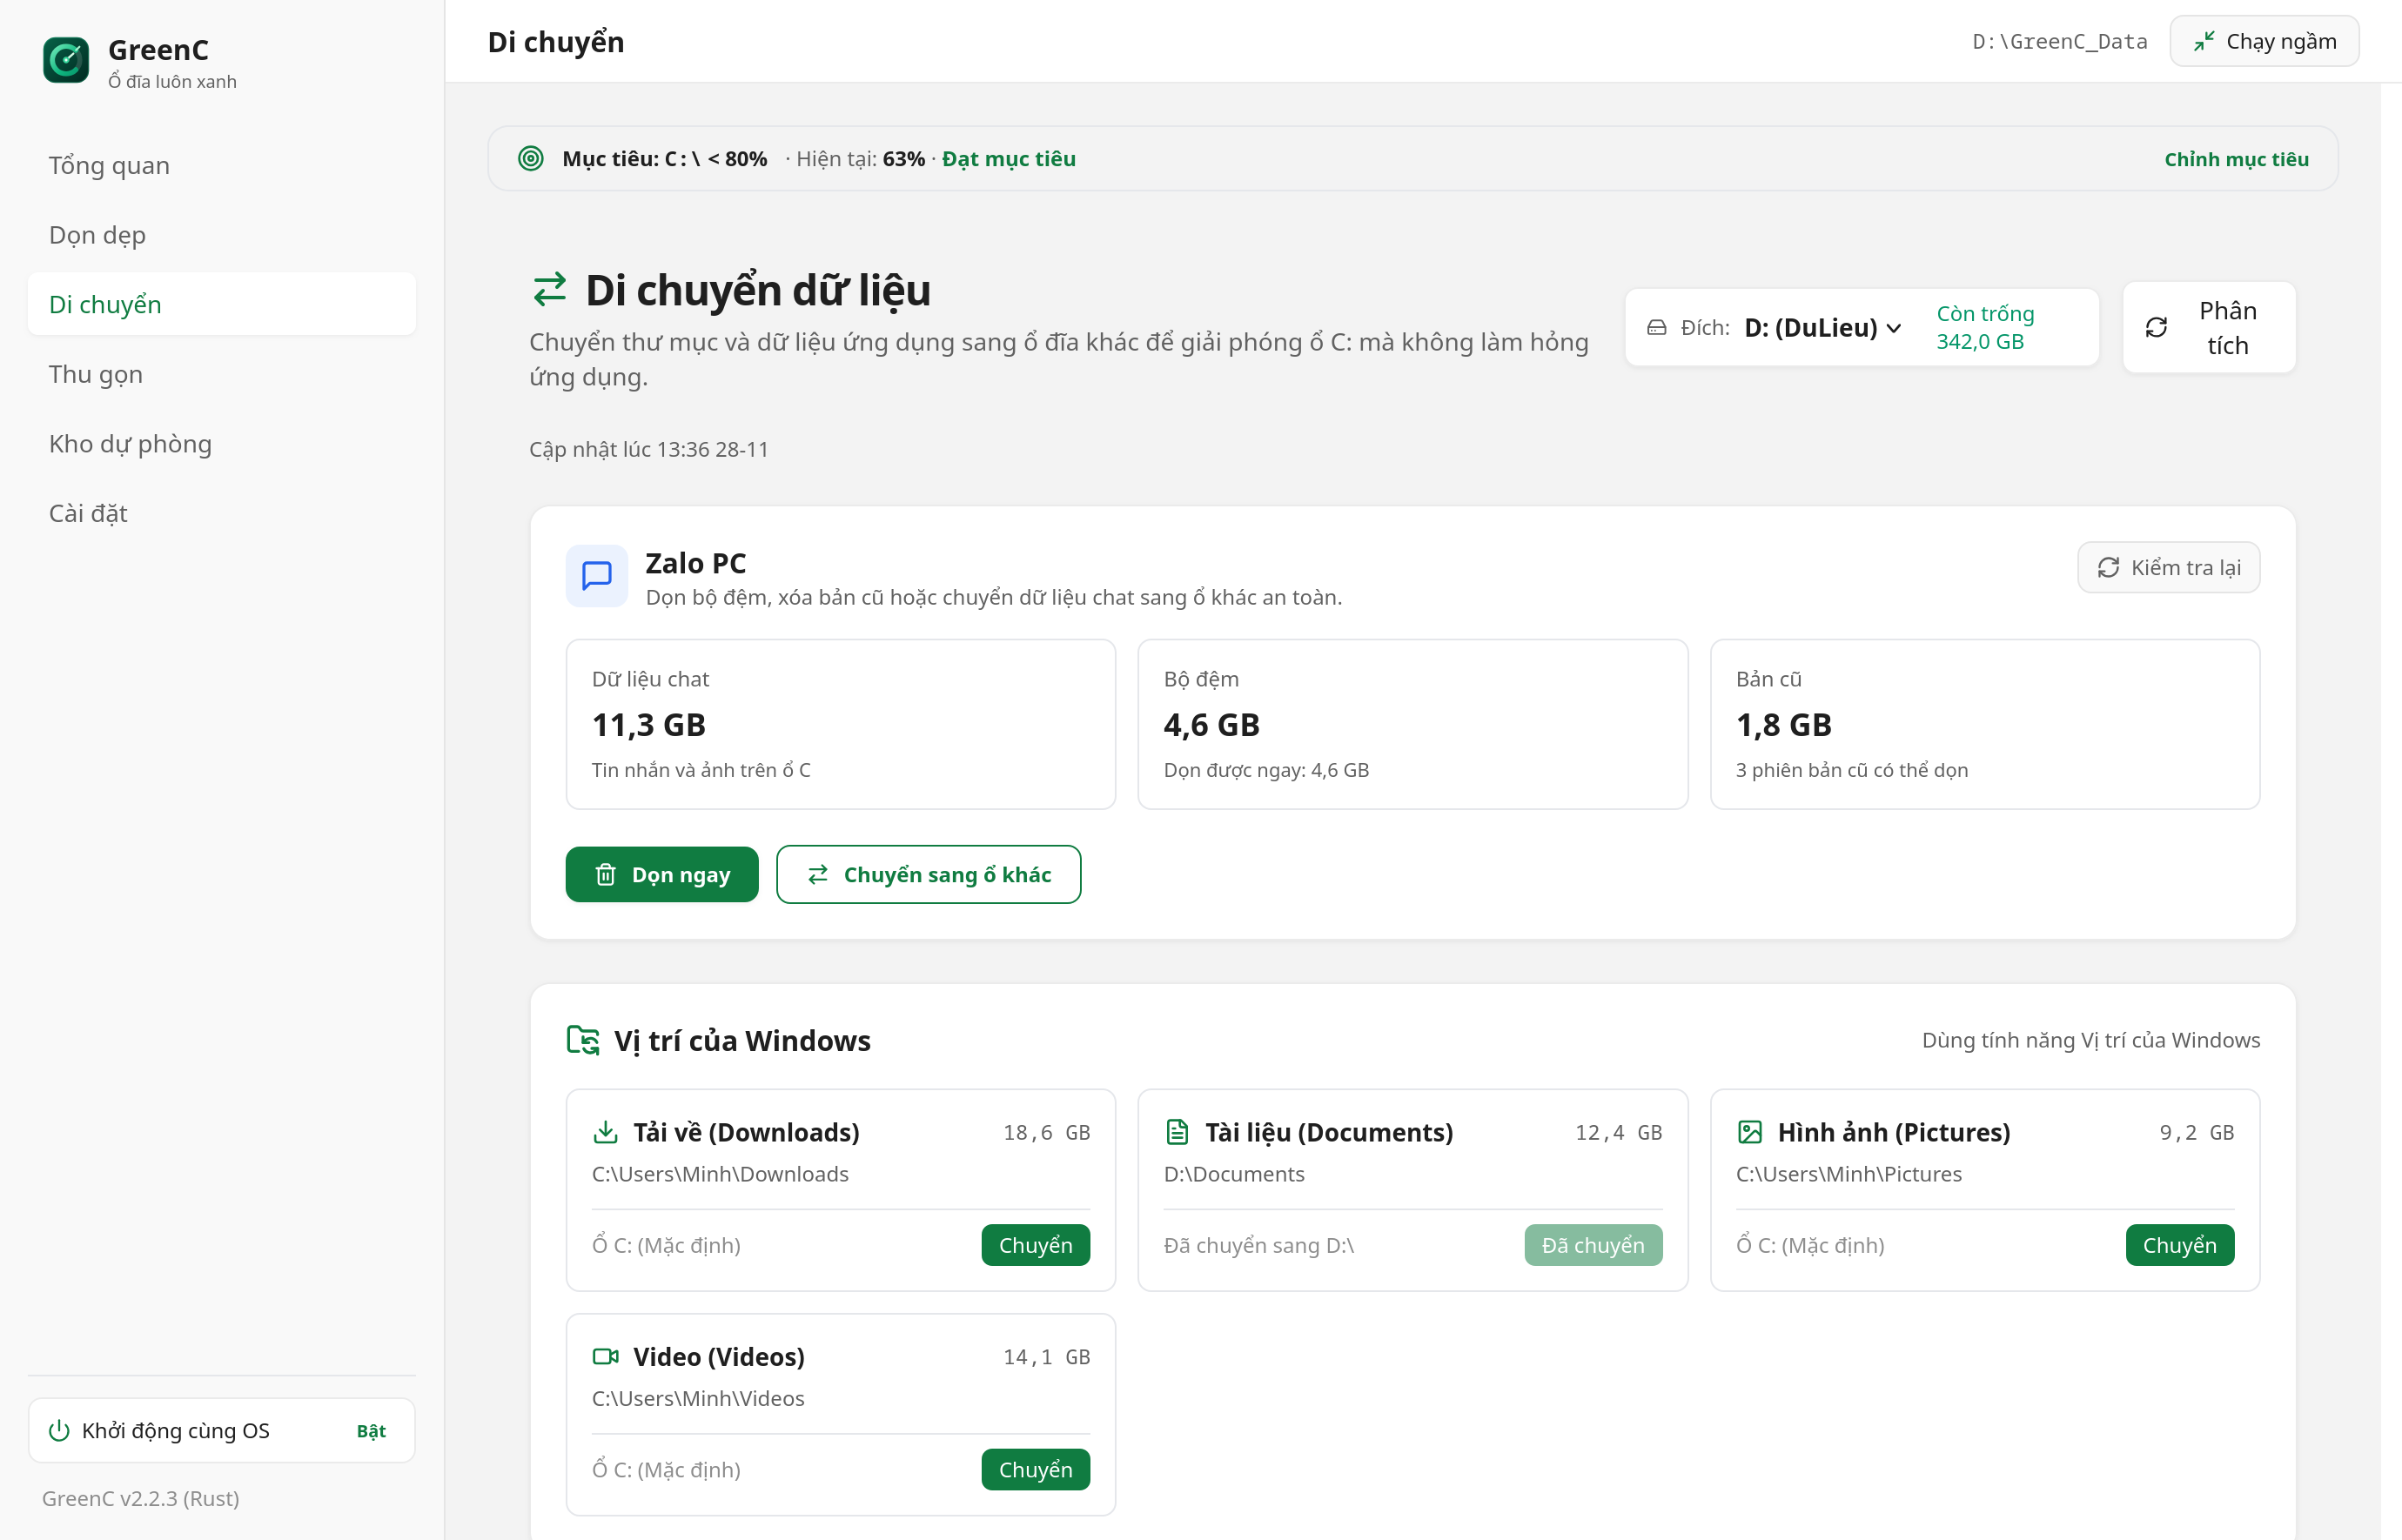 GreenC
Ổ đĩa luôn xanh
Tổng quan
Dọn dẹp
Di chuyển
Thu gọn
Kho dự phòng
Cài đặt
Khởi động cùng OS
Bật
GreenC v2.2.3 (Rust)
Di chuyển
D:\GreenC_Data
Chạy ngầm
Mục tiêu: C:\ < 80% · Hiện tại: 63% · Đạt mục tiêu
Chỉnh mục tiêu
Di chuyển dữ liệu
Chuyển thư mục và dữ liệu ứng dụng sang ổ đĩa khác để giải phóng ổ C: mà không làm hỏng
ứng dụng.
Đích: D: (DuLieu)
Còn trống
342,0 GB
Phân
tích
Cập nhật lúc 13:36 28-11
Zalo PC
Dọn bộ đệm, xóa bản cũ hoặc chuyển dữ liệu chat sang ổ khác an toàn.
Kiểm tra lại
Dữ liệu chat
11,3 GB
Tin nhắn và ảnh trên ổ C
Bộ đệm
4,6 GB
Dọn được ngay: 4,6 GB
Bản cũ
1,8 GB
3 phiên bản cũ có thể dọn
Dọn ngay
Chuyển sang ổ khác
Vị trí của Windows
Dùng tính năng Vị trí của Windows
Tải về (Downloads)
18,6 GB
C:\Users\Minh\Downloads
Ổ C: (Mặc định)
Chuyển
Tài liệu (Documents)
12,4 GB
D:\Documents
Đã chuyển sang D:\
Đã chuyển
Hình ảnh (Pictures)
9,2 GB
C:\Users\Minh\Pictures
Ổ C: (Mặc định)
Chuyển
Video (Videos)
14,1 GB
C:\Users\Minh\Videos
Ổ C: (Mặc định)
Chuyển